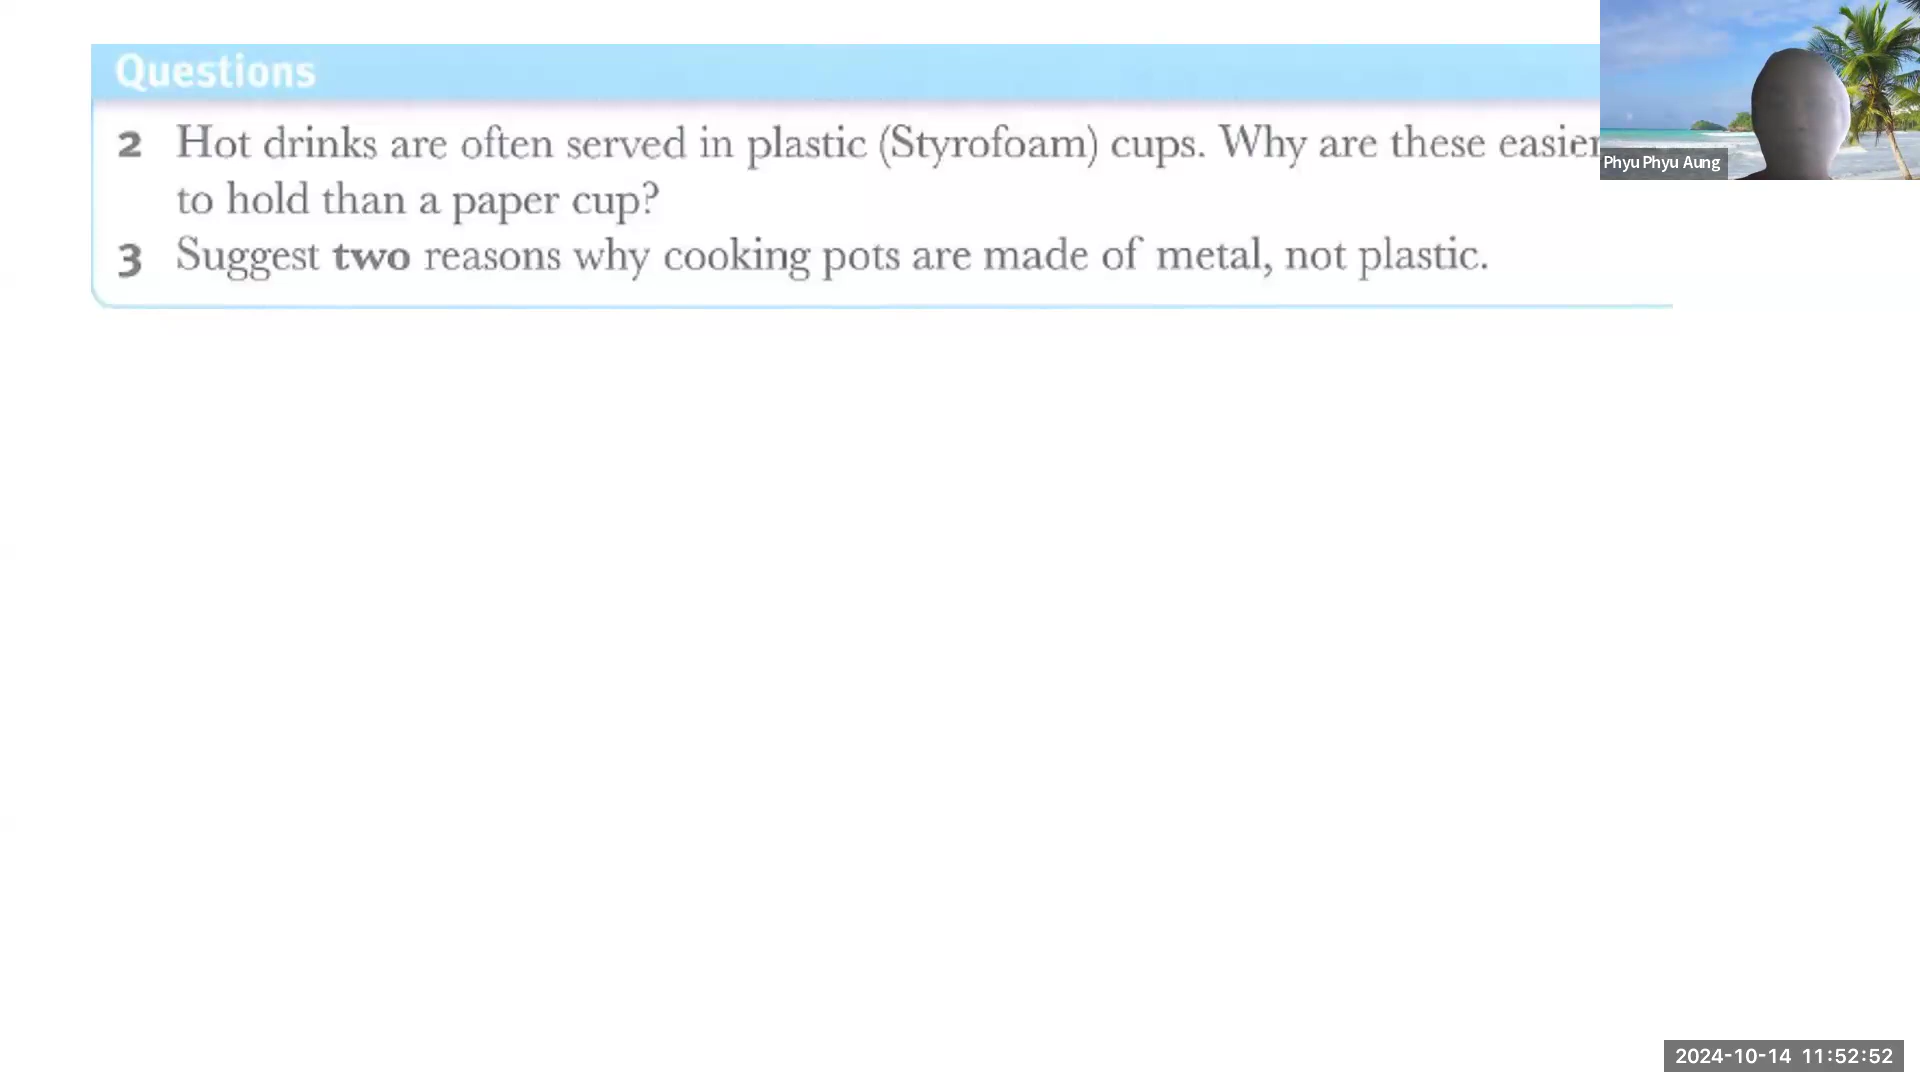 Questions
2 Hot drinks are often served in plastic (Styrofoam) cups. Why are these easier
to hold than a paper cup?
3 Suggest two reasons why cooking pots are made of metal, not plastic.
Phyu Phyu Aung
2024-10-14 11:52:52